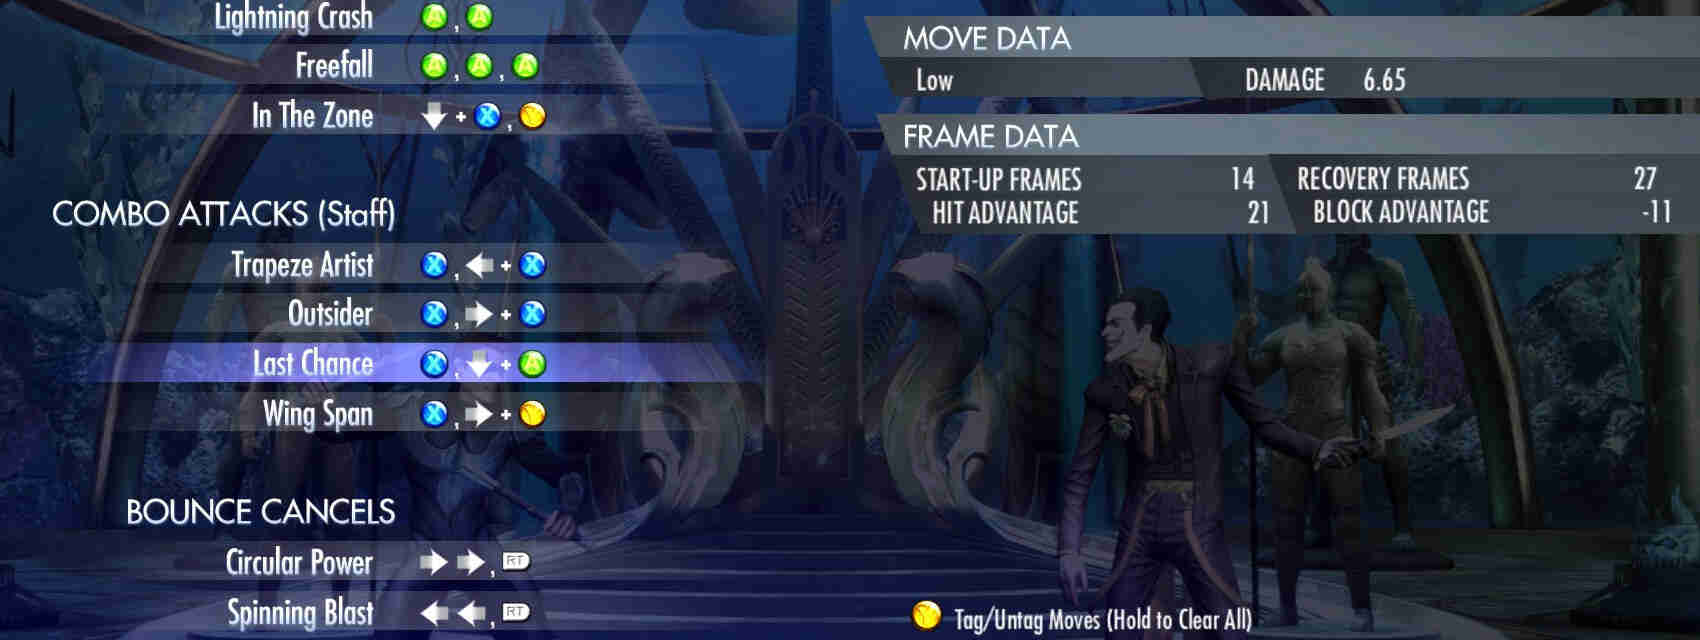 Lightning Crash A , A
Freefall A , A , A
In The Zone + X , Y
COMBO ATTACKS (Staff)
Trapeze Artist X , + X
Outsider X , + X
Last Chance X , + A
Wing Span X , + Y
BOUNCE CANCELS
Circular Power , RT
Spinning Blast , RT
MOVE DATA
Low DAMAGE 6.65
FRAME DATA
START-UP FRAMES 14 RECOVERY FRAMES 27
HIT ADVANTAGE 21 BLOCK ADVANTAGE -11
Y Tag/Untag Moves (Hold to Clear All)